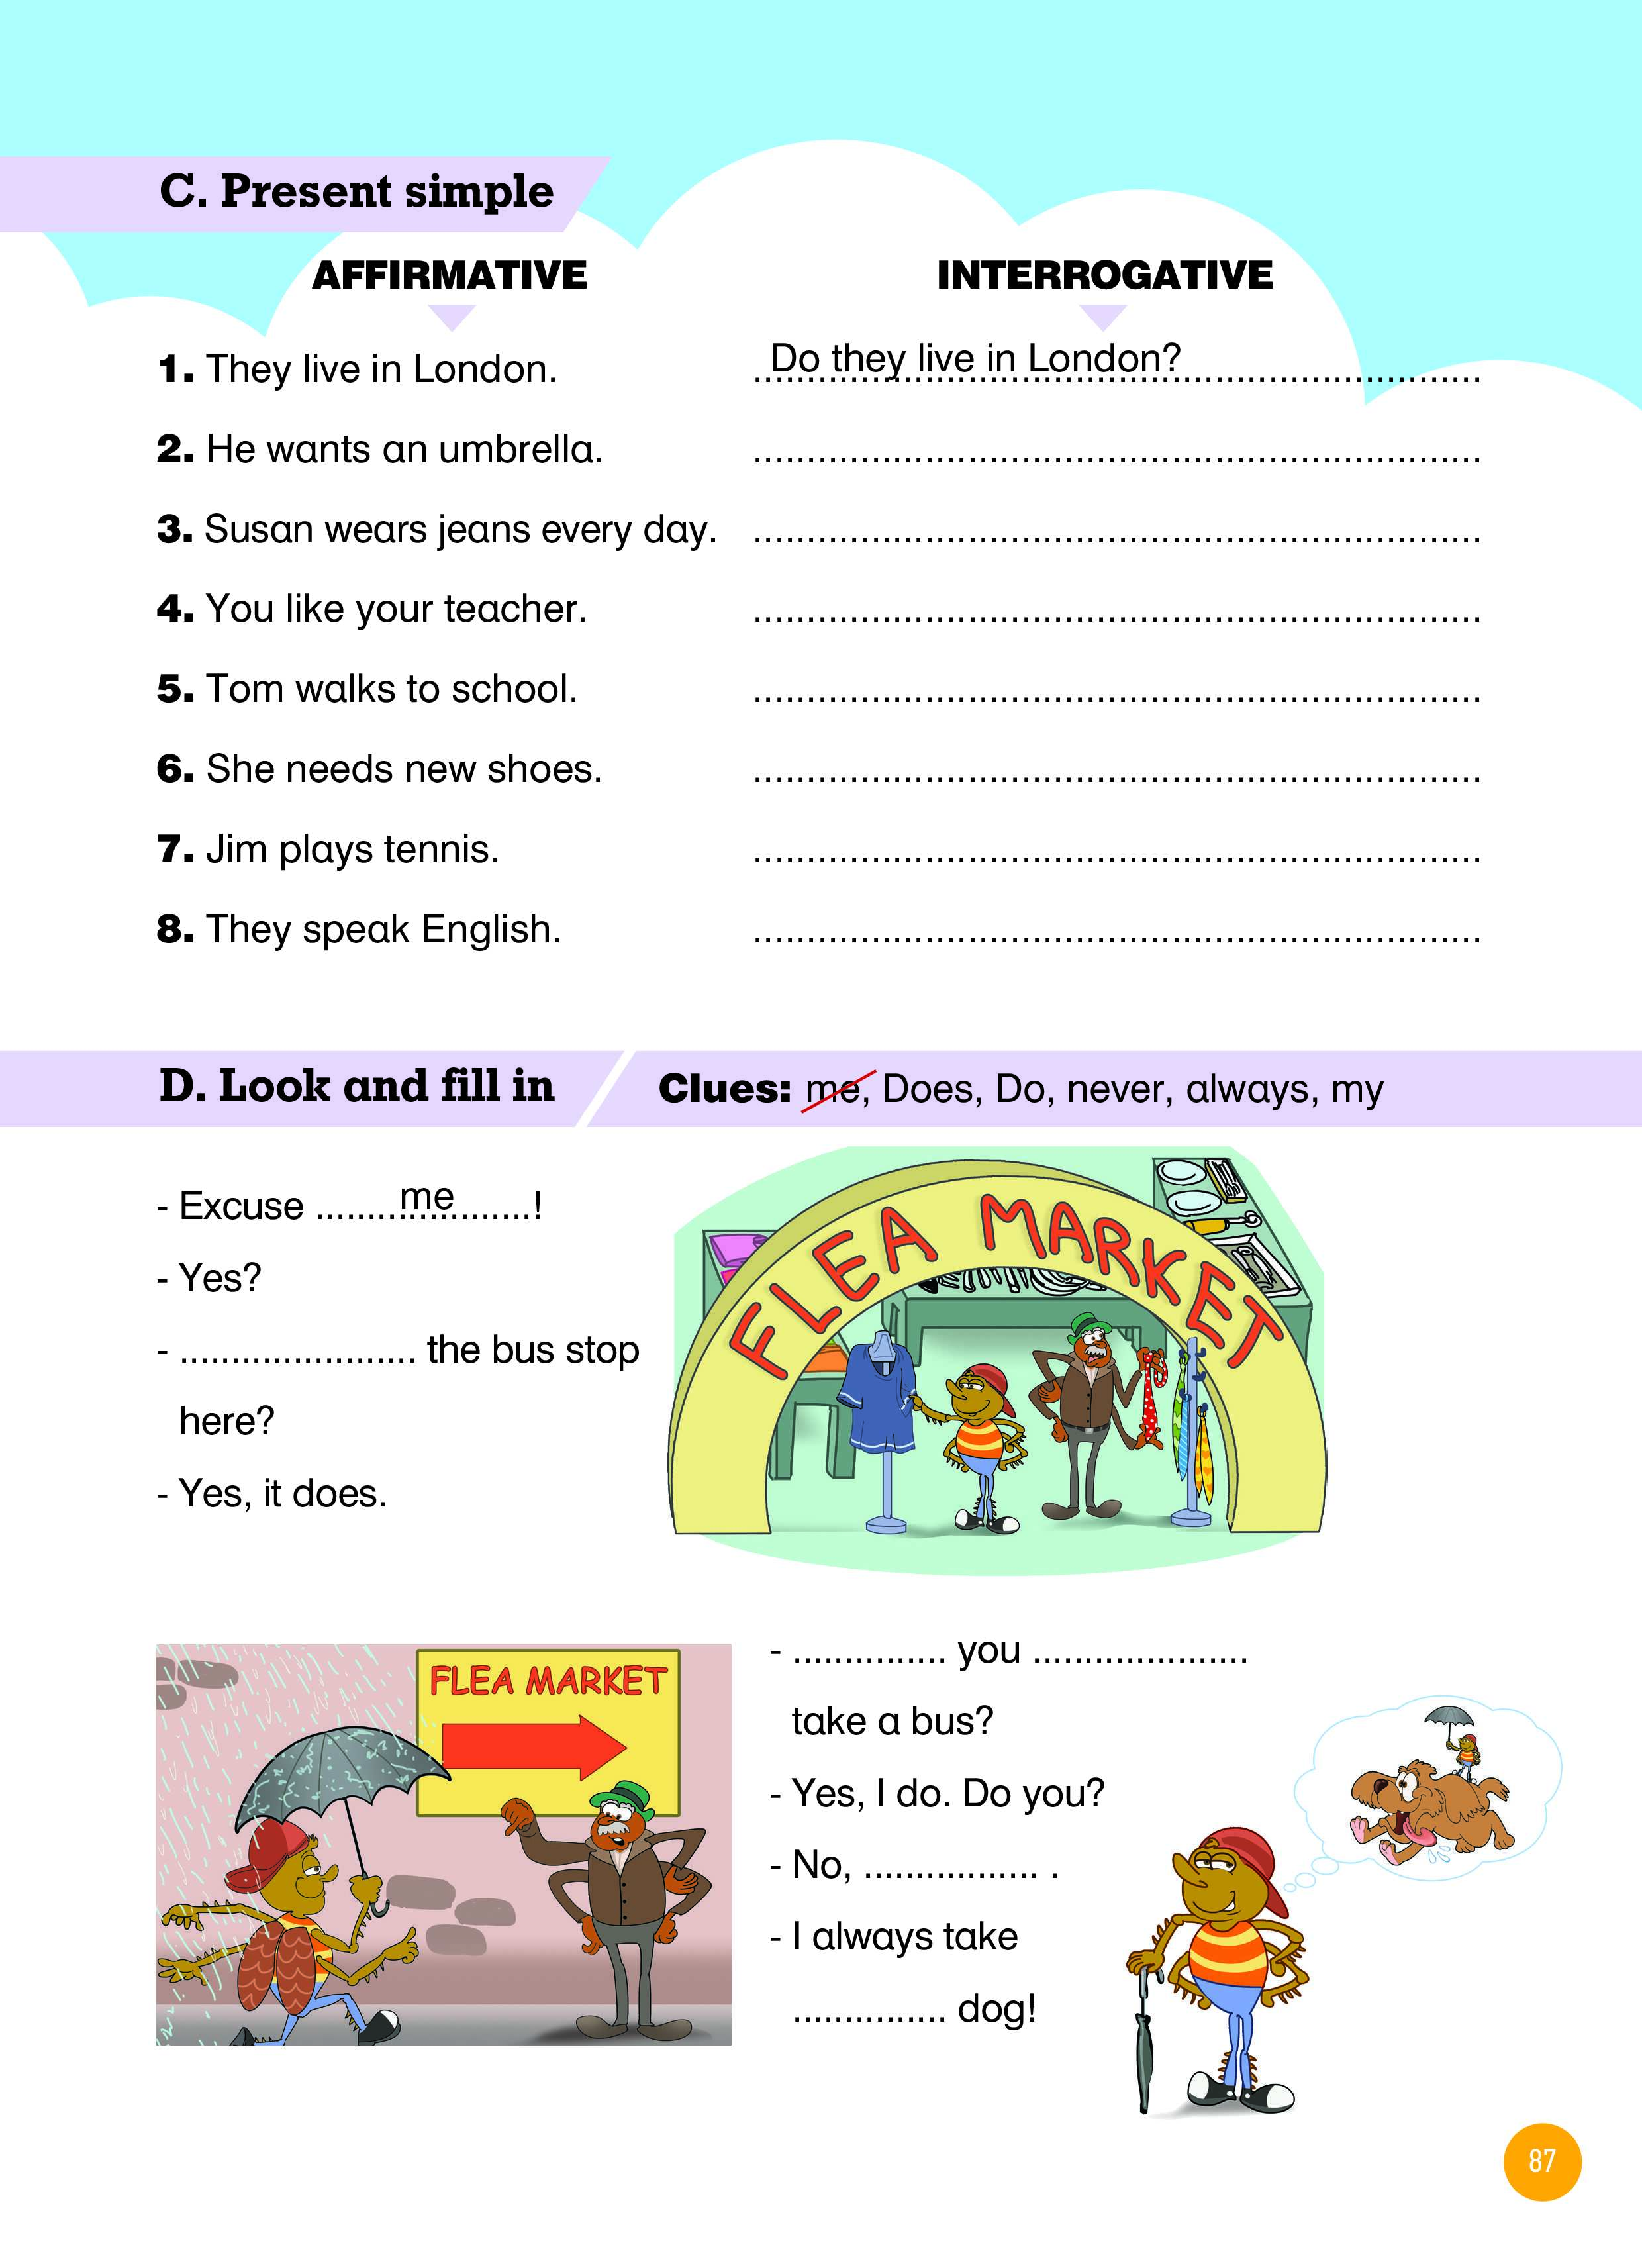 C. Present simple
AFFIRMATIVE INTERROGATIVE
1. They live in London. Do they live in London?
2. He wants an umbrella. ....................
3. Susan wears jeans every day. ....................
4. You like your teacher. ....................
5. Tom walks to school. ....................
6. She needs new shoes. ....................
7. Jim plays tennis. ....................
8. They speak English. ....................
D. Look and fill in Clues: me, Does, Do, never, always, my
- Excuse ........me........!
- Yes?
- ....................... the bus stop
here?
- Yes, it does.
FLEA MARKET
FLEA MARKET
- ............... you .....................
take a bus?
- Yes, I do. Do you?
- No, ................. .
- I always take
............... dog!
87